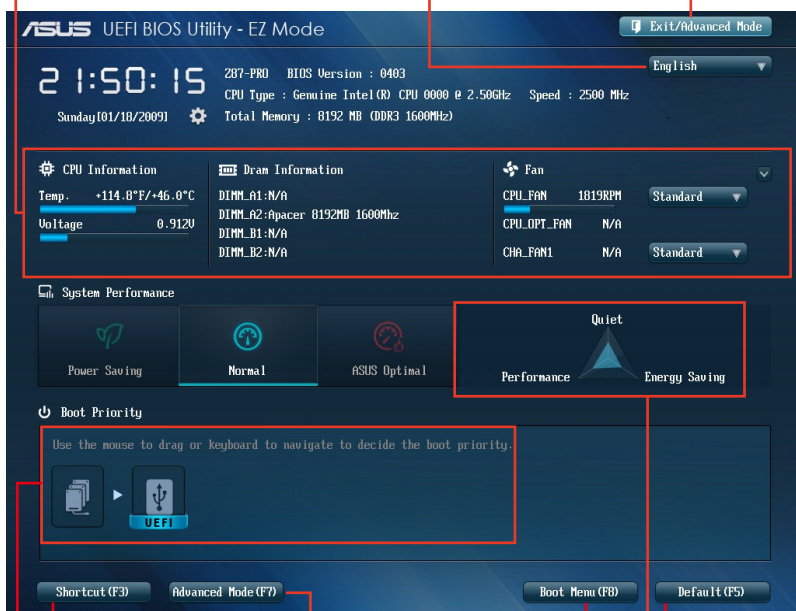 ASUS UEFI BIOS Utility - EZ Mode
Exit/Advanced Mode
English
21:50:15
Sunday[01/18/2009]
Z87-PRO BIOS Version : 0403
CPU Type : Genuine Intel(R) CPU 0000 @ 2.50GHz Speed : 2500 MHz
Total Memory : 8192 MB (DDR3 1600MHz)
CPU Information
Temp. +114.8°F/+46.0°C
Voltage 0.912V
Dram Information
DIMM_A1:N/A
DIMM_A2:Apacer 8192MB 1600Mhz
DIMM_B1:N/A
DIMM_B2:N/A
Fan
CPU_FAN 1819RPM Standard
CPU_OPT_FAN N/A
CHA_FAN1 N/A Standard
System Performance
Power Saving
Normal
ASUS Optimal
Quiet
Performance
Energy Saving
Boot Priority
Use the mouse to drag or keyboard to navigate to decide the boot priority.
UEFI
Shortcut(F3)
Advanced Mode(F7)
Boot Menu(F8)
Default(F5)